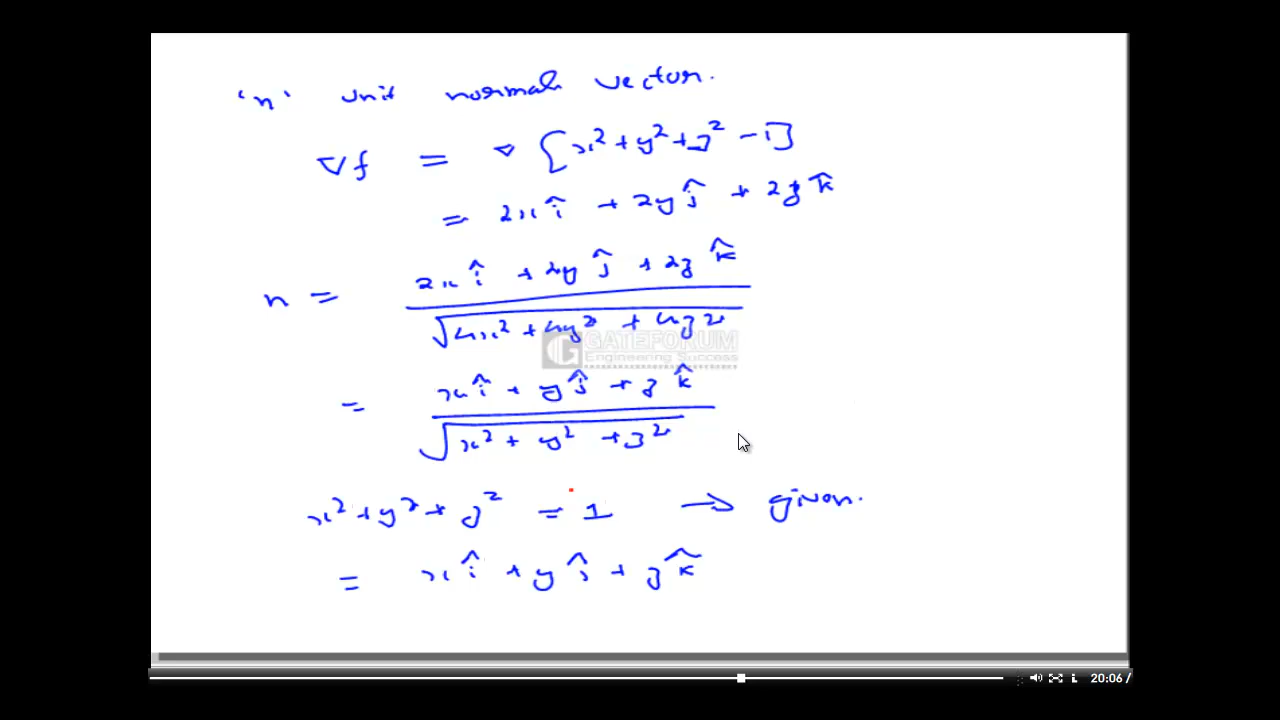 'n' unit normal vector.
∇f = ∇ [x² + y² + z² - 1]
= 2x î + 2y ĵ + 2z k̂
n = (2x î + 2y ĵ + 2z k̂) / √(4x² + 4y² + 4z²)
GATEFORUM
Engineering Success
= (x î + y ĵ + z k̂) / √(x² + y² + z²)
x² + y² + z² = 1 → given.
= x î + y ĵ + z k̂
20:06 /